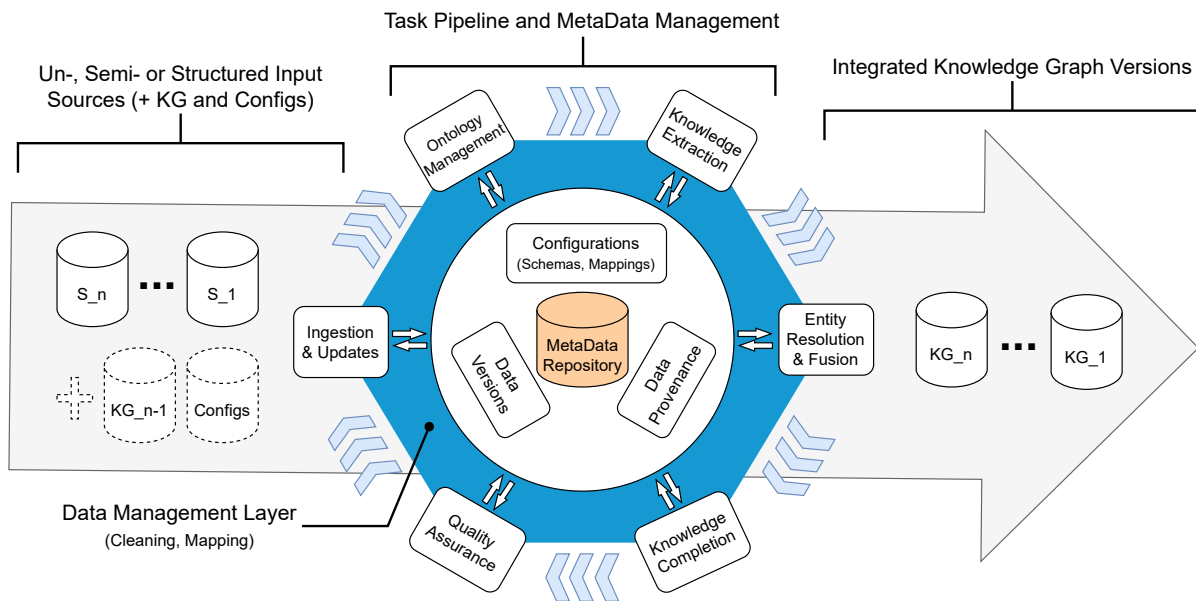 Task Pipeline and MetaData Management
Un-, Semi- or Structured Input
Sources (+ KG and Configs)
Integrated Knowledge Graph Versions
Ontology
Management
Knowledge
Extraction
Configurations
(Schemas, Mappings)
S_n
...
S_1
Ingestion
& Updates
MetaData
Repository
Data
Versions
Data
Provenance
Entity
Resolution
& Fusion
KG_n
...
KG_1
KG_n-1
Configs
Data Management Layer
(Cleaning, Mapping)
Quality
Assurance
Knowledge
Completion